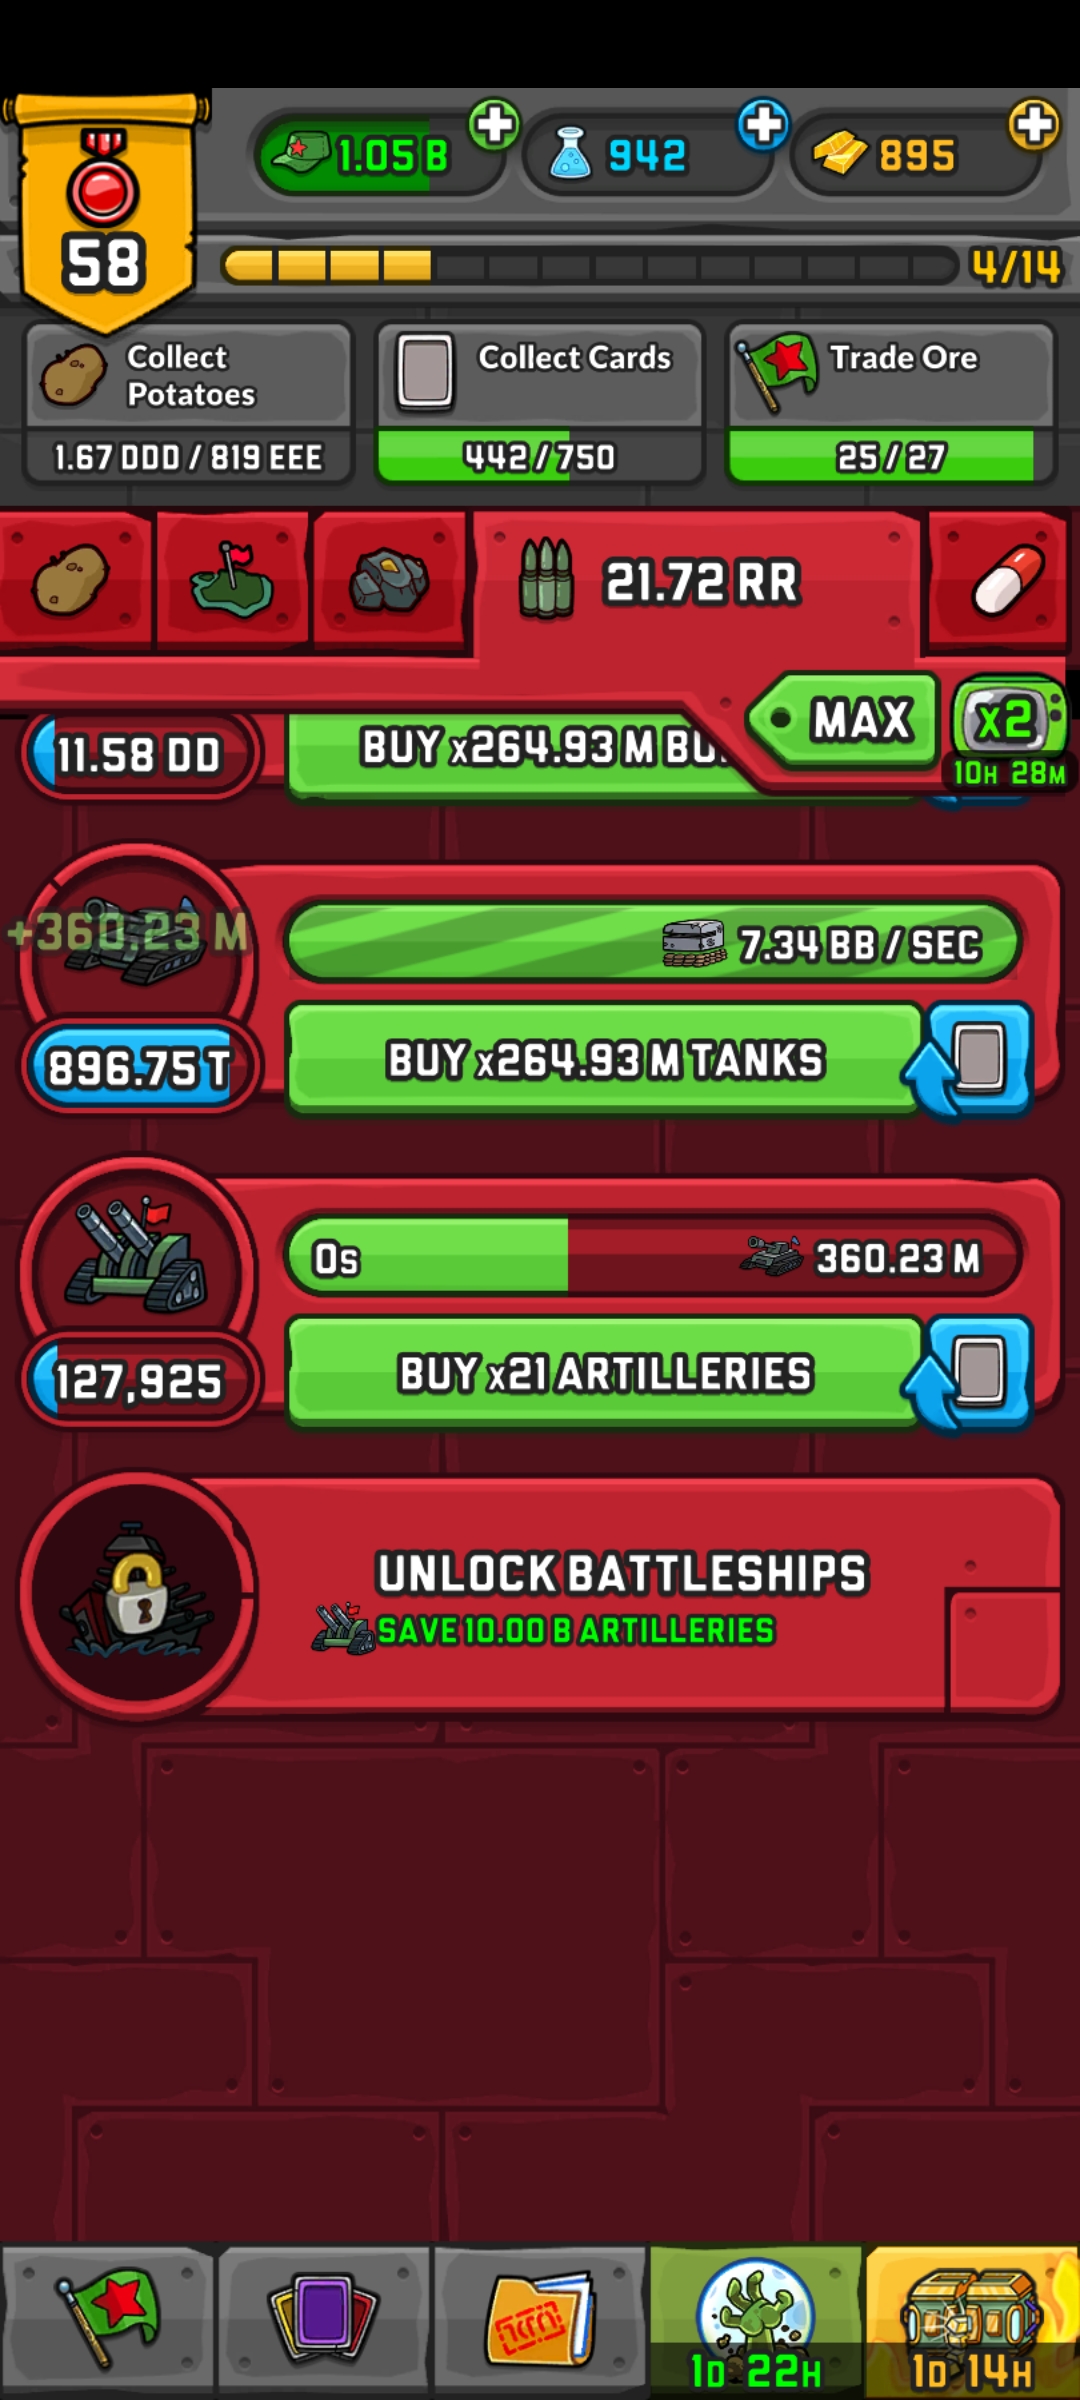 1.05 B
942
895
58
4/14
Collect
Potatoes
Collect Cards
Trade Ore
1.67 DDD / 819 EEE
442/750
25/27
21.72 RR
MAX
x2
10H 28M
11.58 DD
BUY x264.93 M BU
+360.23 M
7.34 BB / SEC
896.75 T
BUY x264.93 M TANKS
0s
360.23 M
127,925
BUY x21 ARTILLERIES
UNLOCK BATTLESHIPS
SAVE 10.00 B ARTILLERIES
1D 22H
1D 14H